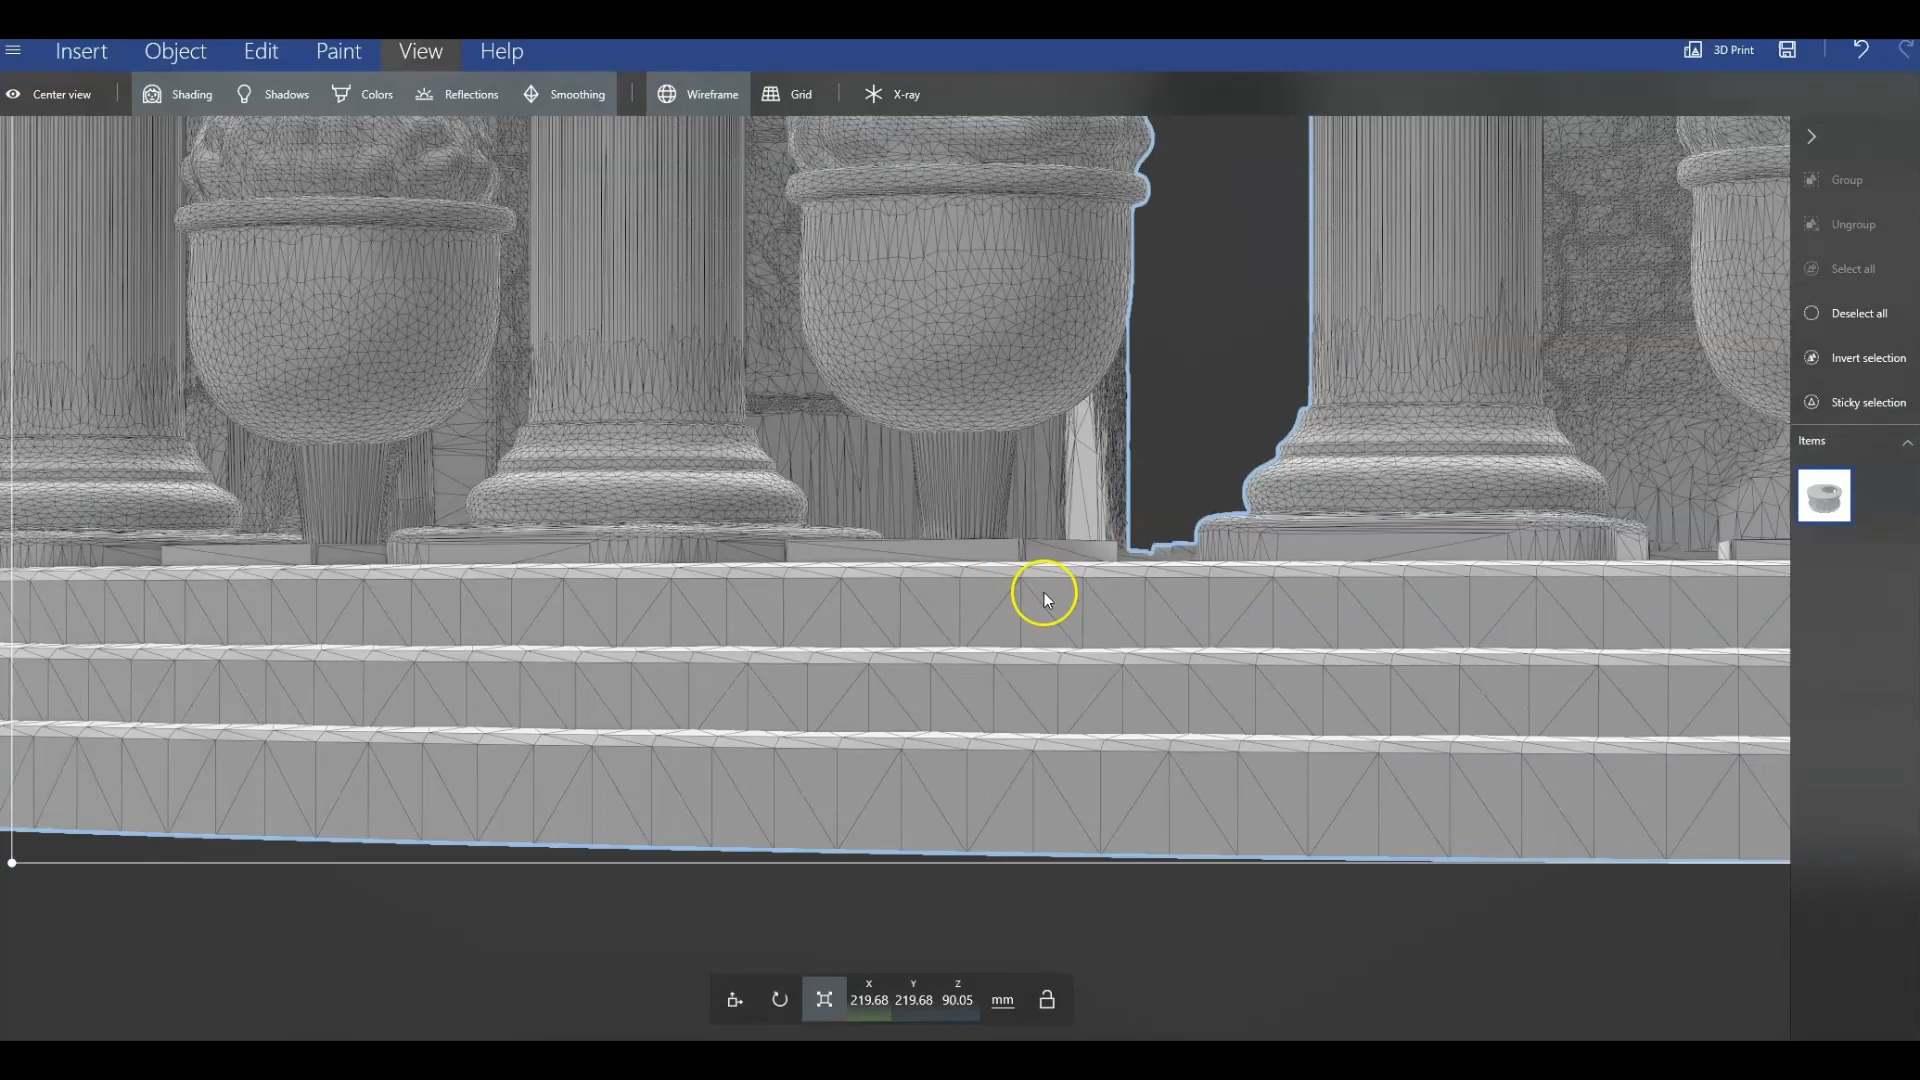 Insert Object Edit Paint View Help 3D Print
Center view Shading Shadows Colors Reflections Smoothing Wireframe Grid X-ray
Group
Ungroup
Select all
Deselect all
Invert selection
Sticky selection
Items
X Y Z
219.68 219.68 90.05 mm